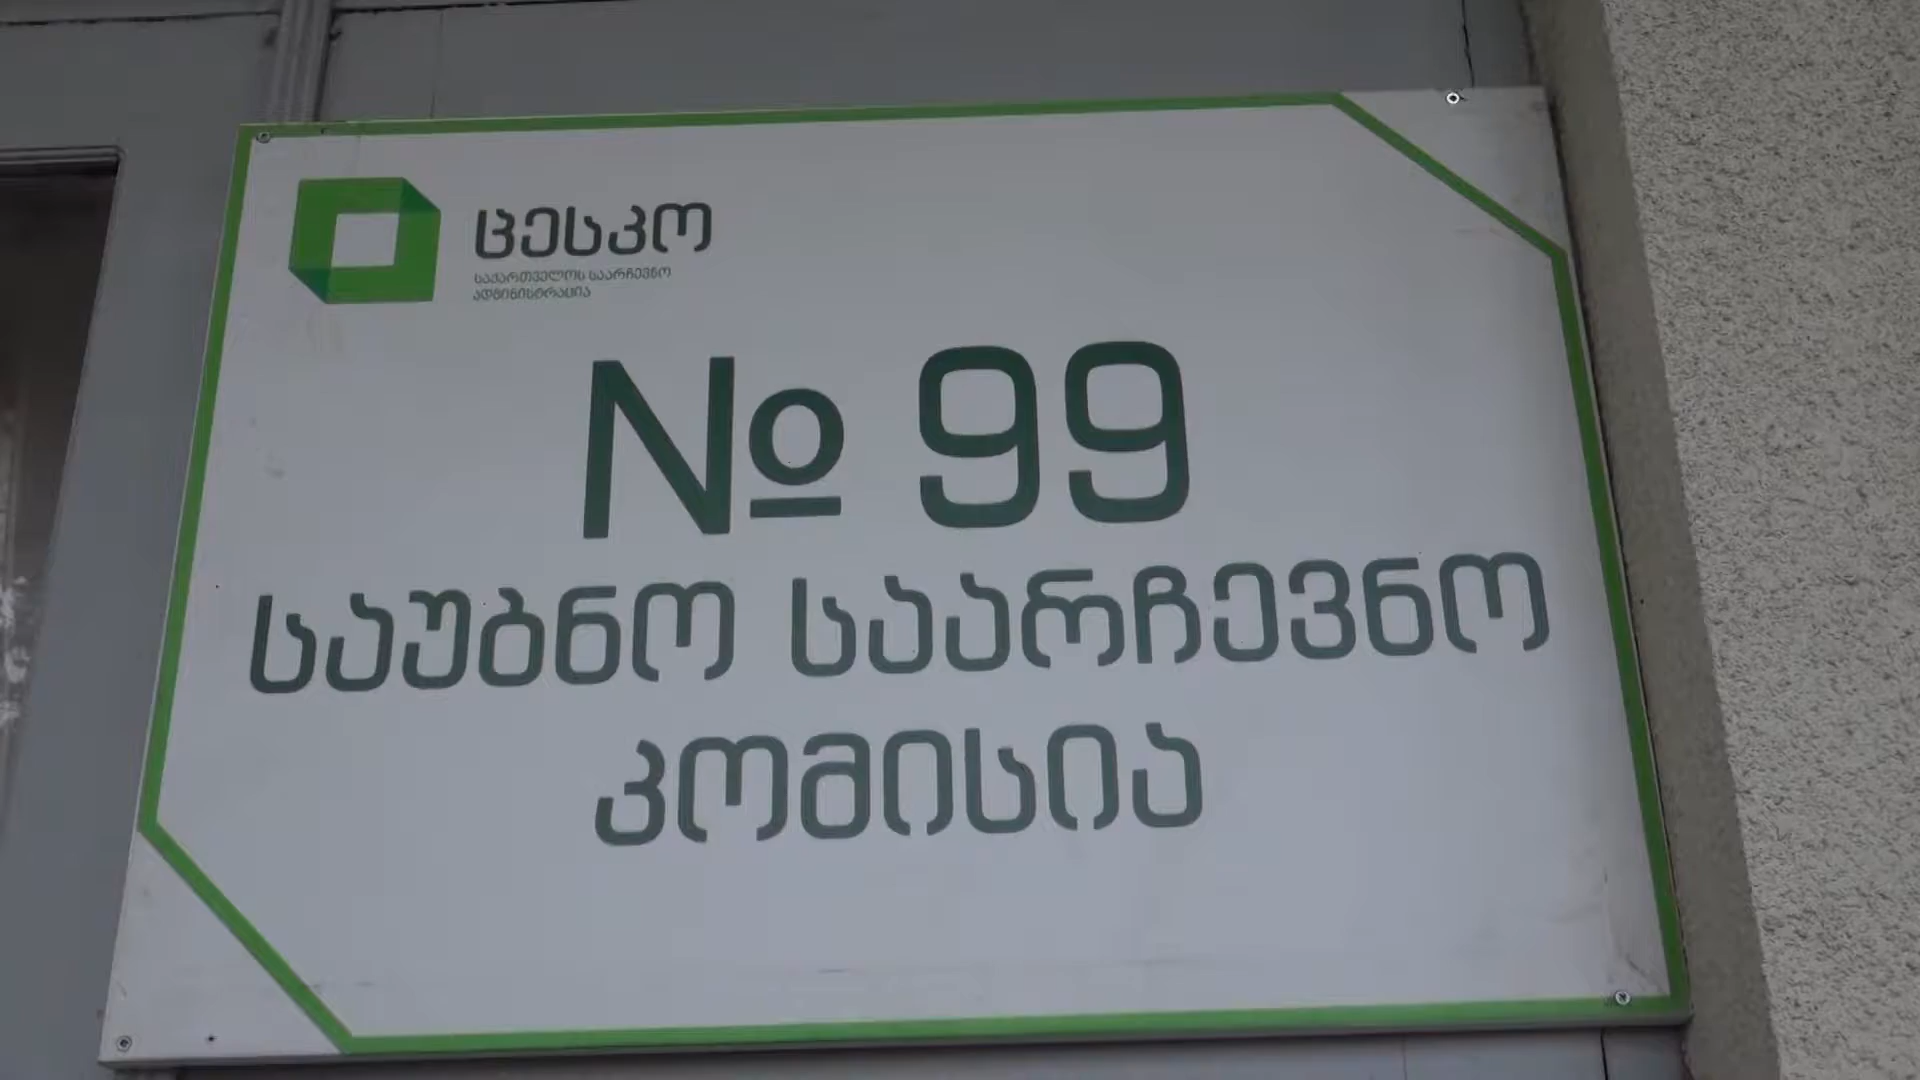 ცესკო
საქართველოს საარჩევნო
ადმინისტრაცია
№ 99
საუბნო საარჩევნო
კომისია